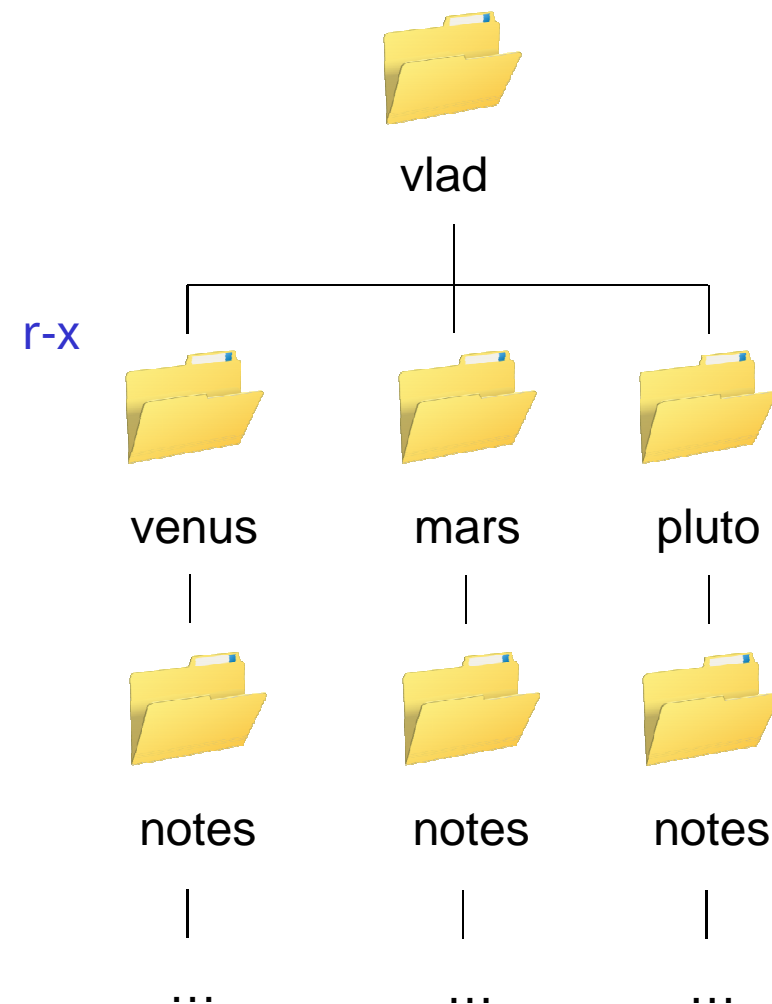 vlad
r-x
venus mars pluto
notes notes notes
... ... ...